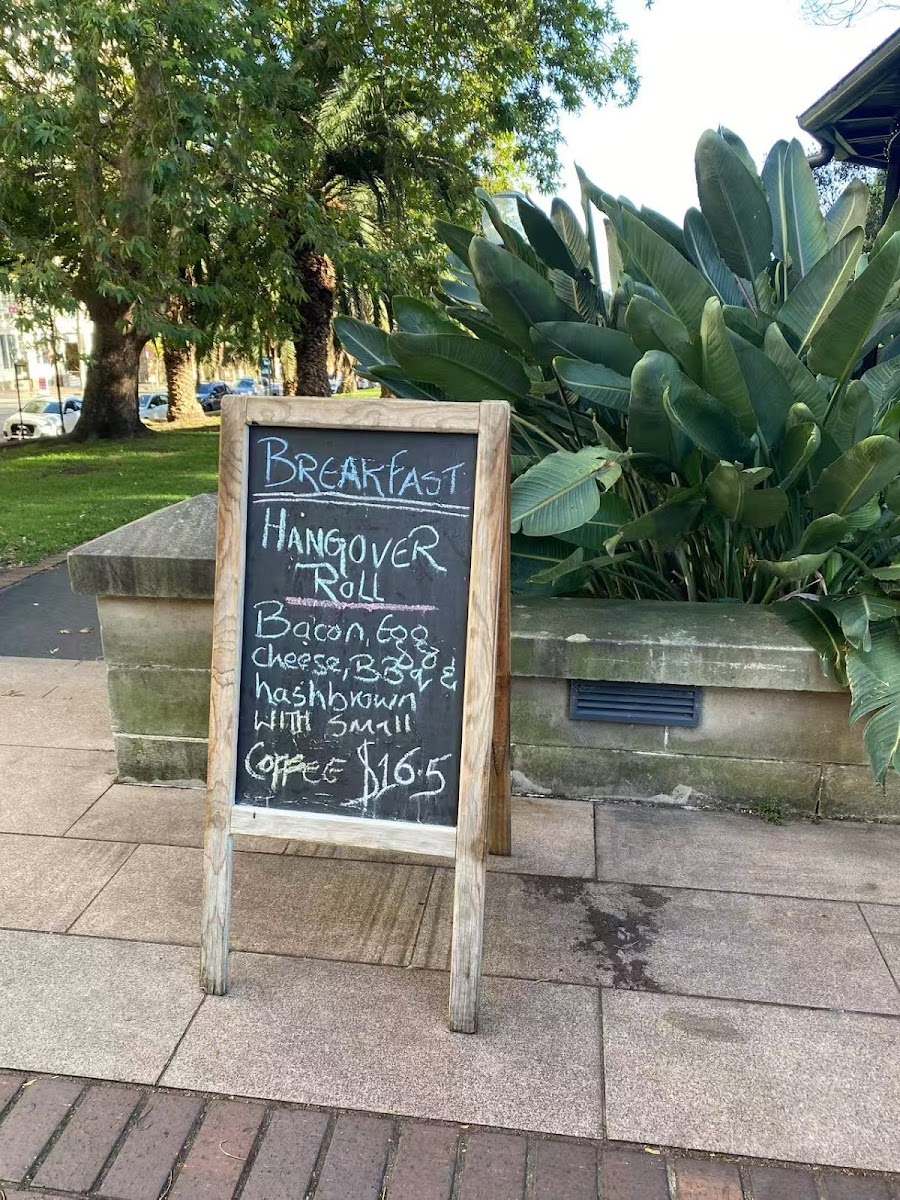 BREAKFAST
HANGOVER
ROLL
Bacon, Egg
cheese, BBq &
hashbrown
WITH Small
COFFEE $16.5